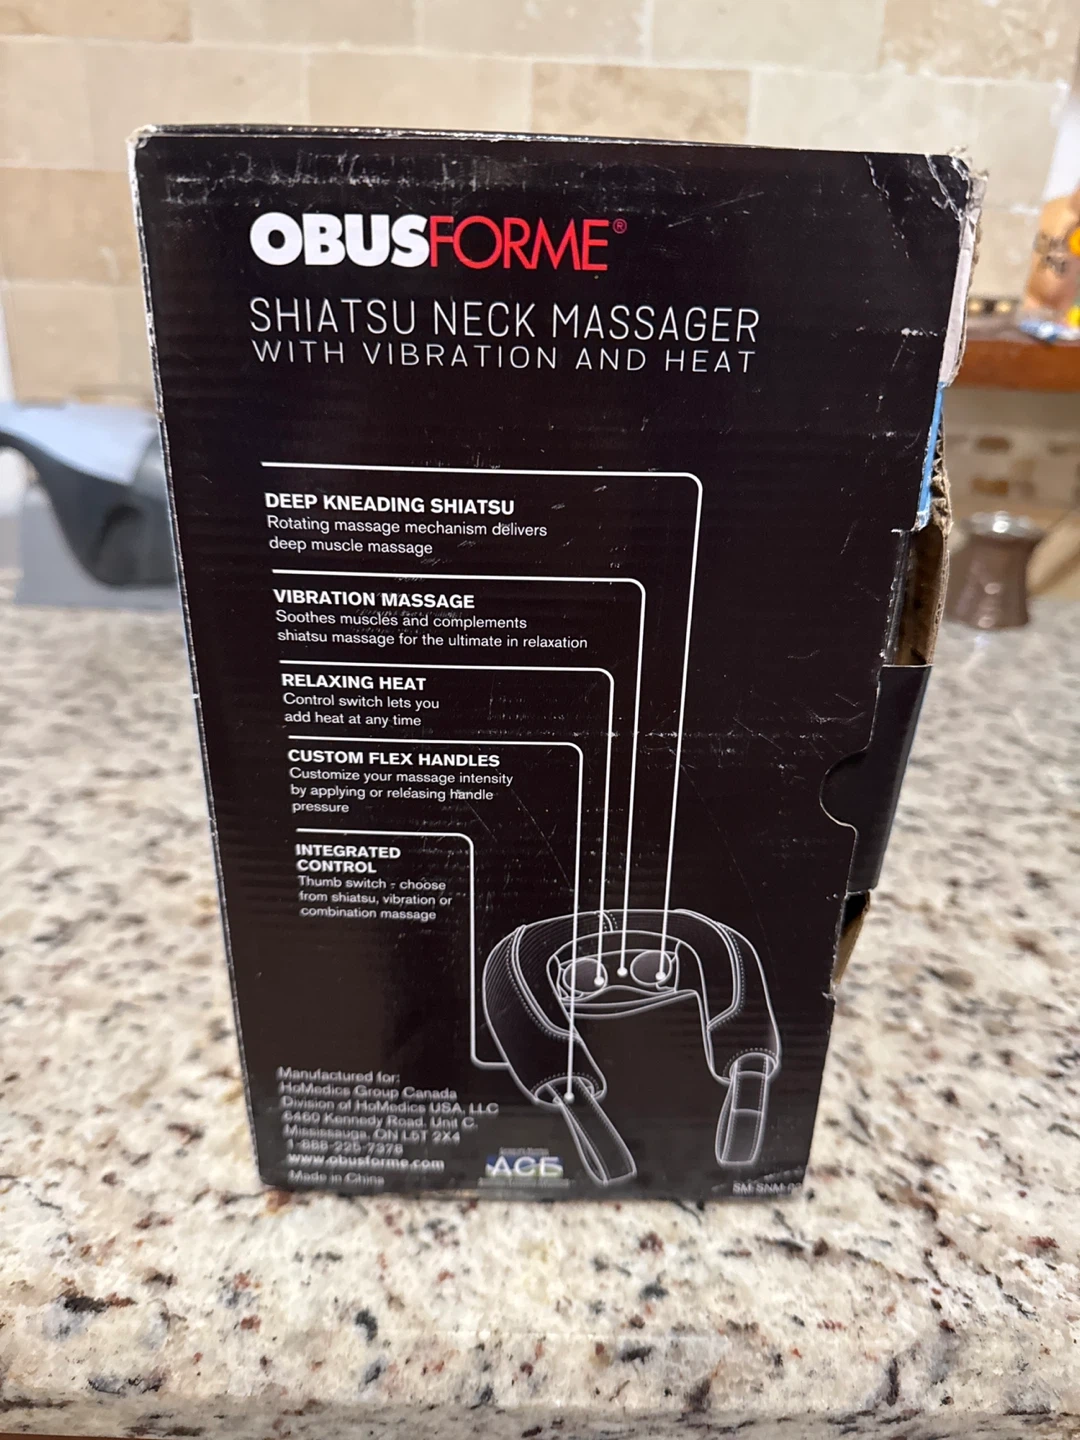 OBUSFORME®
SHIATSU NECK MASSAGER
WITH VIBRATION AND HEAT
DEEP KNEADING SHIATSU
Rotating massage mechanism delivers
deep muscle massage
VIBRATION MASSAGE
Soothes muscles and complements
shiatsu massage for the ultimate in relaxation
RELAXING HEAT
Control switch lets you
add heat at any time
CUSTOM FLEX HANDLES
Customize your massage intensity
by applying or releasing handle
pressure
INTEGRATED
CONTROL
Thumb switch - choose
from shiatsu, vibration or
combination massage
Manufactured for:
HoMedics Group Canada
Division of HoMedics USA, LLC
6460 Kennedy Road, Unit C,
Mississauga, ON L5T 2X4
1-888-225-7378
www.obusforme.com
Made in China
ACE